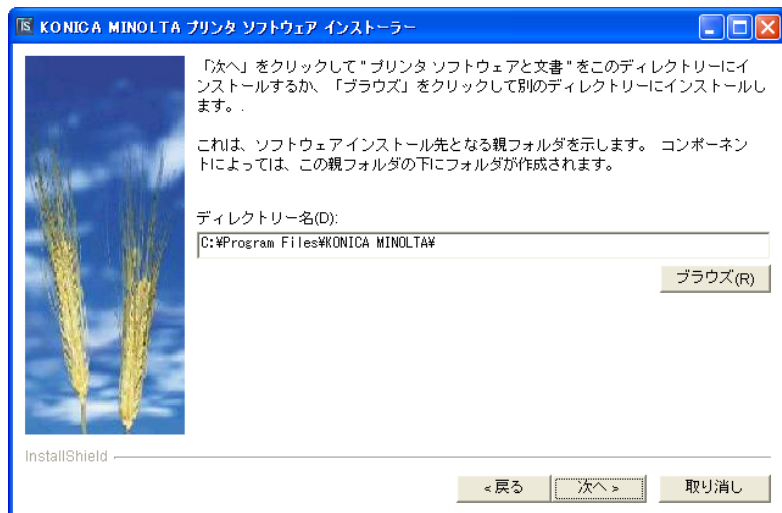 KONICA MINOLTA プリンタ ソフトウェア インストーラー
「次へ」をクリックして"プリンタ ソフトウェアと文書"をこのディレクトリーにイ
ンストールするか、「ブラウズ」をクリックして別のディレクトリーにインストールし
ます。.
これは、ソフトウェアインストール先となる親フォルダを示します。 コンポーネン
トによっては、この親フォルダの下にフォルダが作成されます。
ディレクトリー名(D):
C:¥Program Files¥KONICA MINOLTA¥
ブラウズ(R)
InstallShield
<戻る 次へ> 取り消し